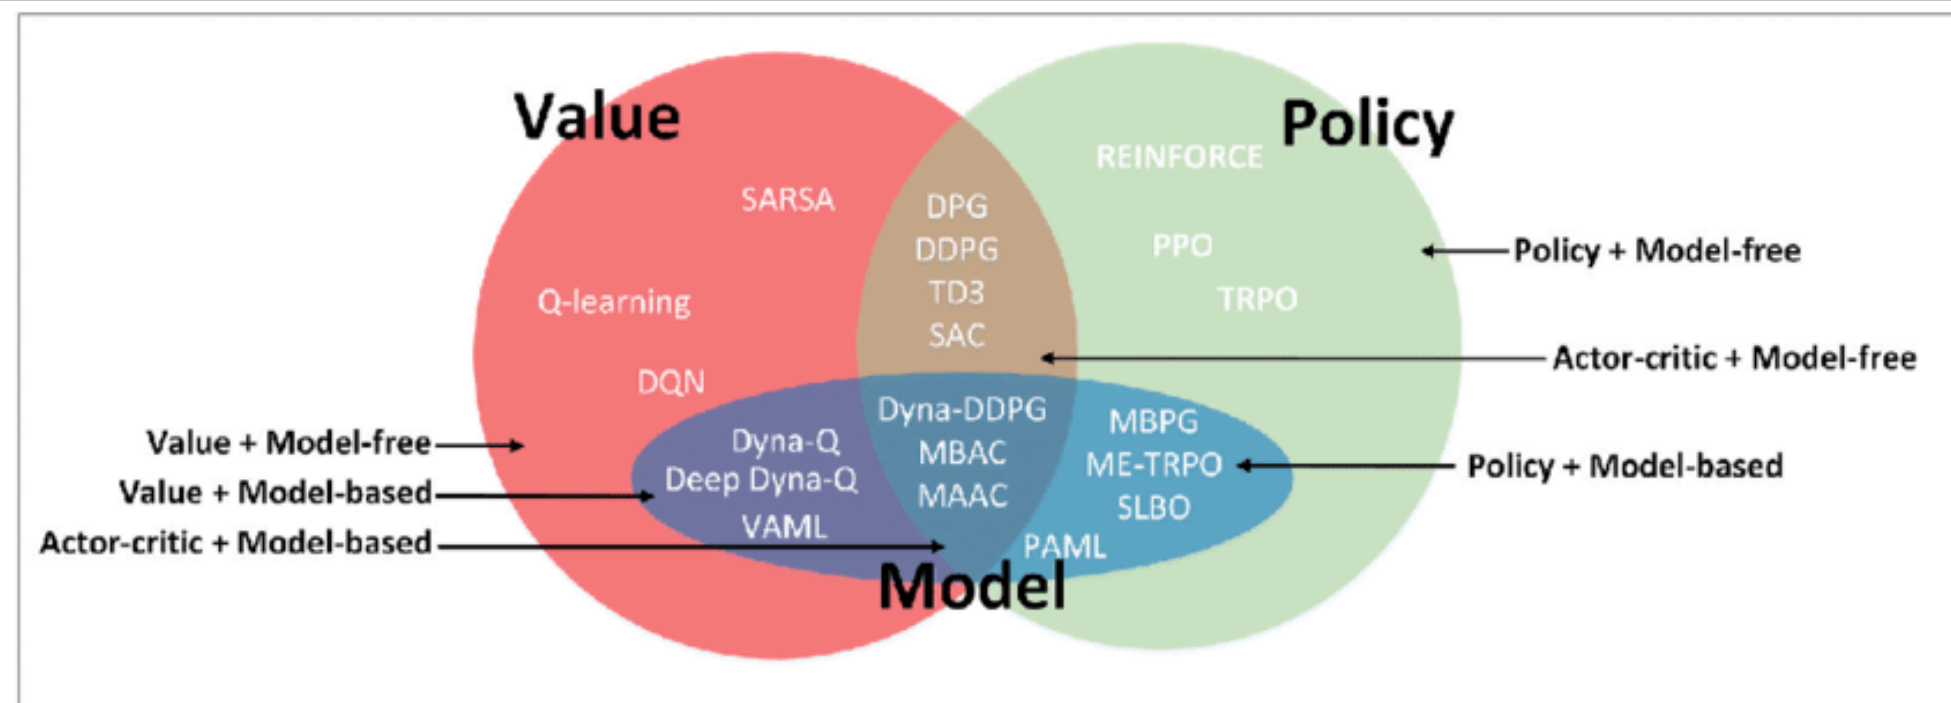 Value
Policy
REINFORCE
SARSA
DPG
DDPG
TD3
SAC
PPO
TRPO
Policy + Model-free
Q-learning
DQN
Actor-critic + Model-free
Value + Model-free
Value + Model-based
Actor-critic + Model-based
Dyna-Q
Deep Dyna-Q
VAML
Dyna-DDPG
MBAC
MAAC
MBPG
ME-TRPO
SLBO
PAML
Policy + Model-based
Model